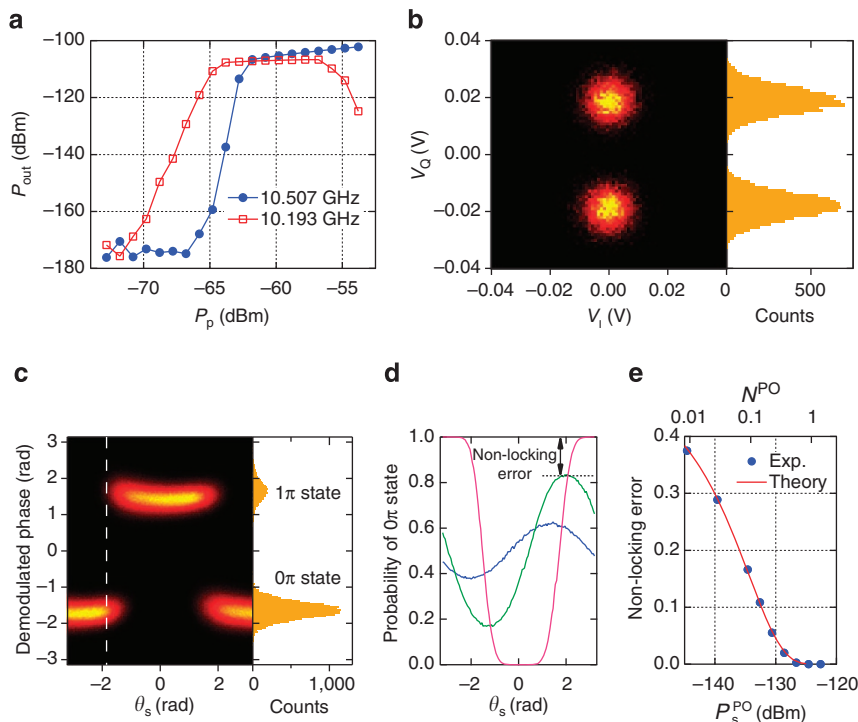 a
−100
−120
−140
−160
−180
P_out (dBm)
10.507 GHz
10.193 GHz
−70
−65
−60
−55
P_p (dBm)
b
0.04
0.02
0.00
−0.02
−0.04
V_Q (V)
−0.04
−0.02
0.00
0.02
V_I (V)
0
500
Counts
c
3
2
1
0
−1
−2
−3
Demodulated phase (rad)
1π state
0π state
−2
0
2
θ_s (rad)
0
1,000
Counts
d
1.0
0.8
0.6
0.4
0.2
0.0
Probability of 0π state
Non-locking
error
−2
0
2
θ_s (rad)
e
N^PO
0.01
0.1
1
0.4
0.3
0.2
0.1
0.0
Non-locking error
Exp.
Theory
−140
−130
−120
P_s^PO (dBm)